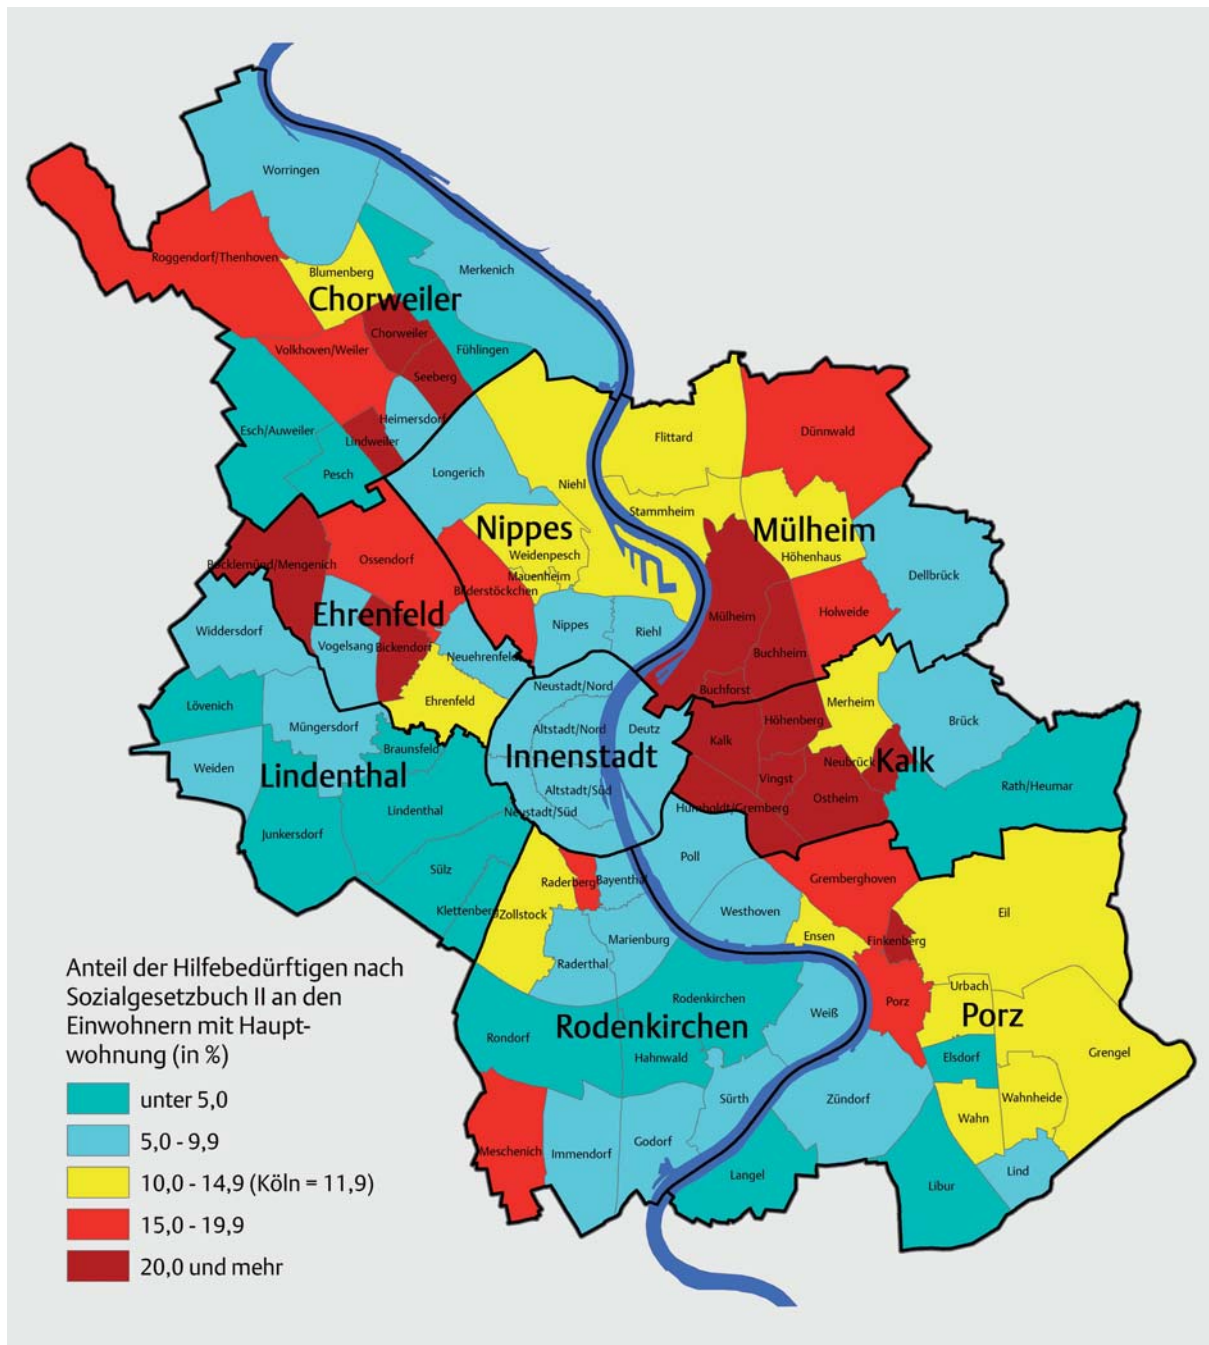 Worringen
Roggendorf/Thenhoven
Blumenberg
Merkenich
Chorweiler
Chorweiler
Volkhoven/Weiler
Fühlingen
Seeberg
Heimersdorf
Esch/Auweiler
Lindweiler
Pesch
Longerich
Flittard
Dünnwald
Niehl
Stammheim
Nippes
Mülheim
Weidenpesch
Höhenhaus
Ossendorf
Bocklemünd/Mengenich
Mauenheim
Bilderstöckchen
Dellbrück
Ehrenfeld
Holweide
Mülheim
Nippes
Riehl
Widdersdorf
Vogelsang
Bickendorf
Neuehrenfeld
Buchheim
Neustadt/Nord
Buchforst
Ehrenfeld
Merheim
Lövenich
Müngersdorf
Altstadt/Nord
Deutz
Höhenberg
Brück
Kalk
Braunsfeld
Innenstadt
Neubrück
Kalk
Weiden
Lindenthal
Vingst
Rath/Heumar
Altstadt/Süd
Ostheim
Lindenthal
Neustadt/Süd
Humboldt/Gremberg
Junkersdorf
Poll
Sülz
Raderberg
Bayenthal
Gremberghoven
Klettenberg
Zollstock
Westhoven
Eil
Ensen
Marienburg
Finkenberg
Raderthal
Urbach
Rodenkirchen
Porz
Weiß
Porz
Rodenkirchen
Rondorf
Hahnwald
Elsdorf
Grengel
Sürth
Zündorf
Wahnheide
Wahn
Godorf
Meschenich
Immendorf
Langel
Lind
Libur
Anteil der Hilfebedürftigen nach
Sozialgesetzbuch II an den
Einwohnern mit Haupt-
wohnung (in %)
unter 5,0
5,0 - 9,9
10,0 - 14,9 (Köln = 11,9)
15,0 - 19,9
20,0 und mehr